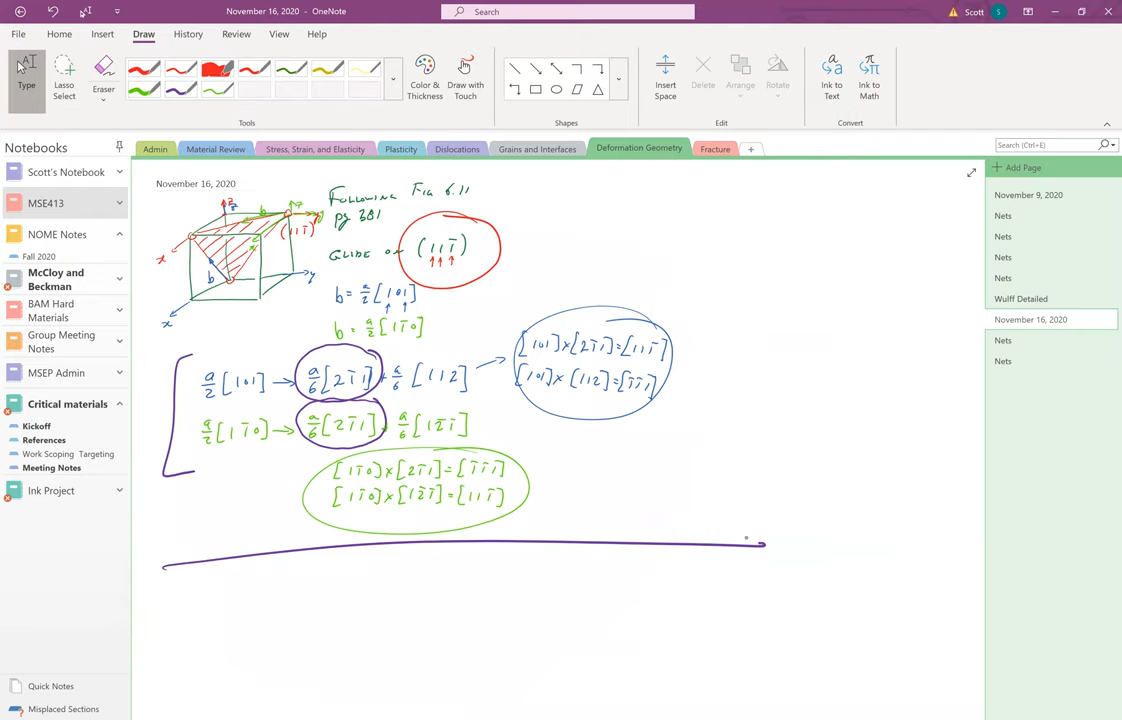 November 16, 2020 - OneNote
Search
Scott
S
File
Home
Insert
Draw
History
Review
View
Help
Type
Lasso Select
Eraser
Color & Thickness
Draw with Touch
Insert Space
Delete
Arrange
Rotate
Ink to Text
Ink to Math
Tools
Shapes
Edit
Convert
Notebooks
Scott's Notebook
MSE413
NOME Notes
Fall 2020
McCloy and Beckman
BAM Hard Materials
Group Meeting Notes
MSEP Admin
Critical materials
Kickoff
References
Work Scoping Targeting
Meeting Notes
Ink Project
Quick Notes
Misplaced Sections
Admin
Material Review
Stress, Strain, and Elasticity
Plasticity
Dislocations
Grains and Interfaces
Deformation Geometry
Fracture
Search (Ctrl+E)
Add Page
November 9, 2020
Nets
Nets
Nets
Nets
Wulff Detailed
November 16, 2020
Nets
Nets
November 16, 2020
Following Fig 6.11
pg 381
z
z
b
y
(111̄)
x
b
y
x
Glide on (111̄)
b = a/2 [101]
b = a/2 [11̄0]
a/2 [101] → a/6 [21̄1] + a/6 [112]
[101] x [21̄1] = [111̄]
[101] x [112] = [1̄1̄1]
a/2 [11̄0] → a/6 [21̄1] + a/6 [12̄1̄]
[11̄0] x [21̄1] = [1̄1̄1]
[11̄0] x [12̄1̄] = [111̄]